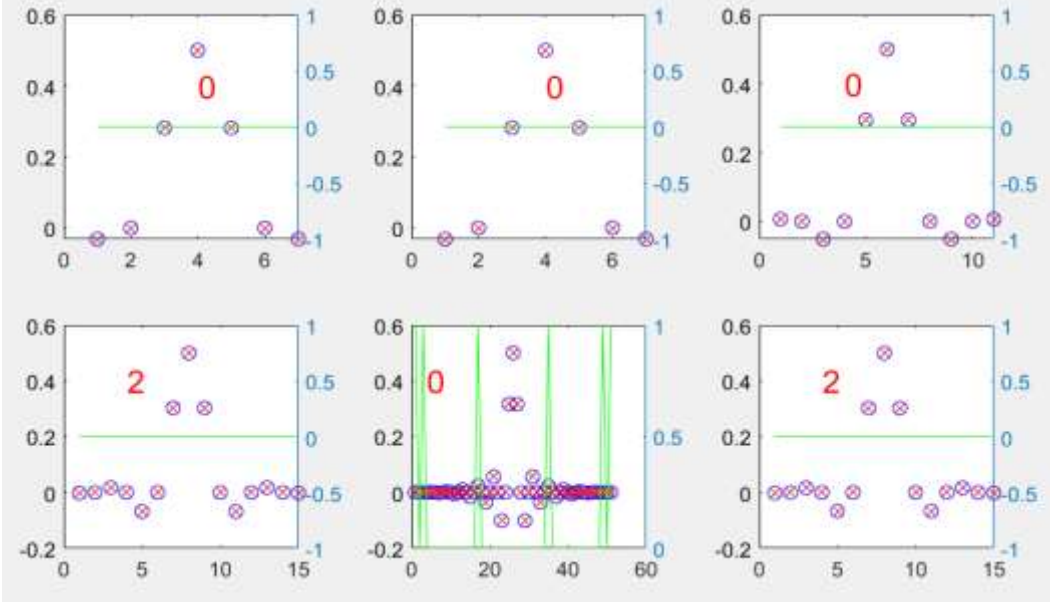 0.6 1 0.6 1 0.6 1
0.4 0 0.5 0.4 0 0.5 0.4 0 0.5
0 0 0
0.2 0.2 0.2
-0.5 -0.5 -0.5
0 0 0
-1 -1 -1
0 2 4 6 0 2 4 6 0 5 10
0.6 1 0.6 1 0.6 1
0.4 2 0.5 0.4 0 0.4 2 0.5
0.2 0 0.2 0.5 0.2 0
0 -0.5 0 0 -0.5
-0.2 -1 -0.2 0 -0.2 -1
0 5 10 15 0 20 40 60 0 5 10 15